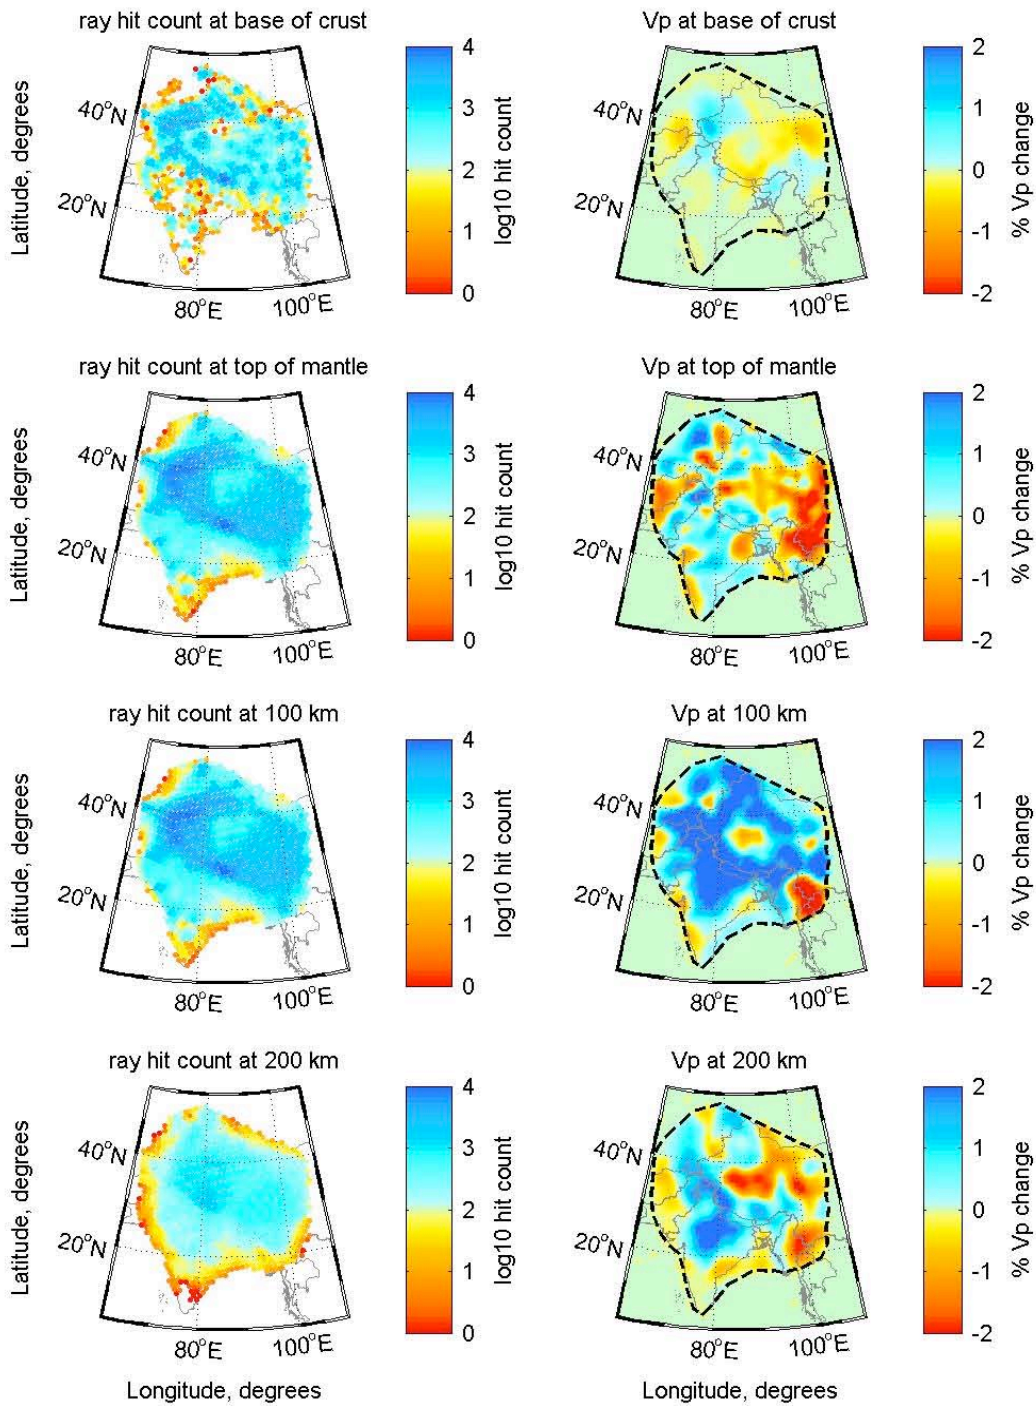 ray hit count at base of crust
Vp at base of crust
Latitude, degrees
40°N
20°N
80°E
100°E
4
3
2
1
0
log10 hit count
40°N
20°N
80°E
100°E
2
1
0
-1
-2
% Vp change
ray hit count at top of mantle
Vp at top of mantle
Latitude, degrees
40°N
20°N
80°E
100°E
4
3
2
1
0
log10 hit count
40°N
20°N
80°E
100°E
2
1
0
-1
-2
% Vp change
ray hit count at 100 km
Vp at 100 km
Latitude, degrees
40°N
20°N
80°E
100°E
4
3
2
1
0
log10 hit count
40°N
20°N
80°E
100°E
2
1
0
-1
-2
% Vp change
ray hit count at 200 km
Vp at 200 km
Latitude, degrees
40°N
20°N
80°E
100°E
4
3
2
1
0
log10 hit count
40°N
20°N
80°E
100°E
2
1
0
-1
-2
% Vp change
Longitude, degrees
Longitude, degrees